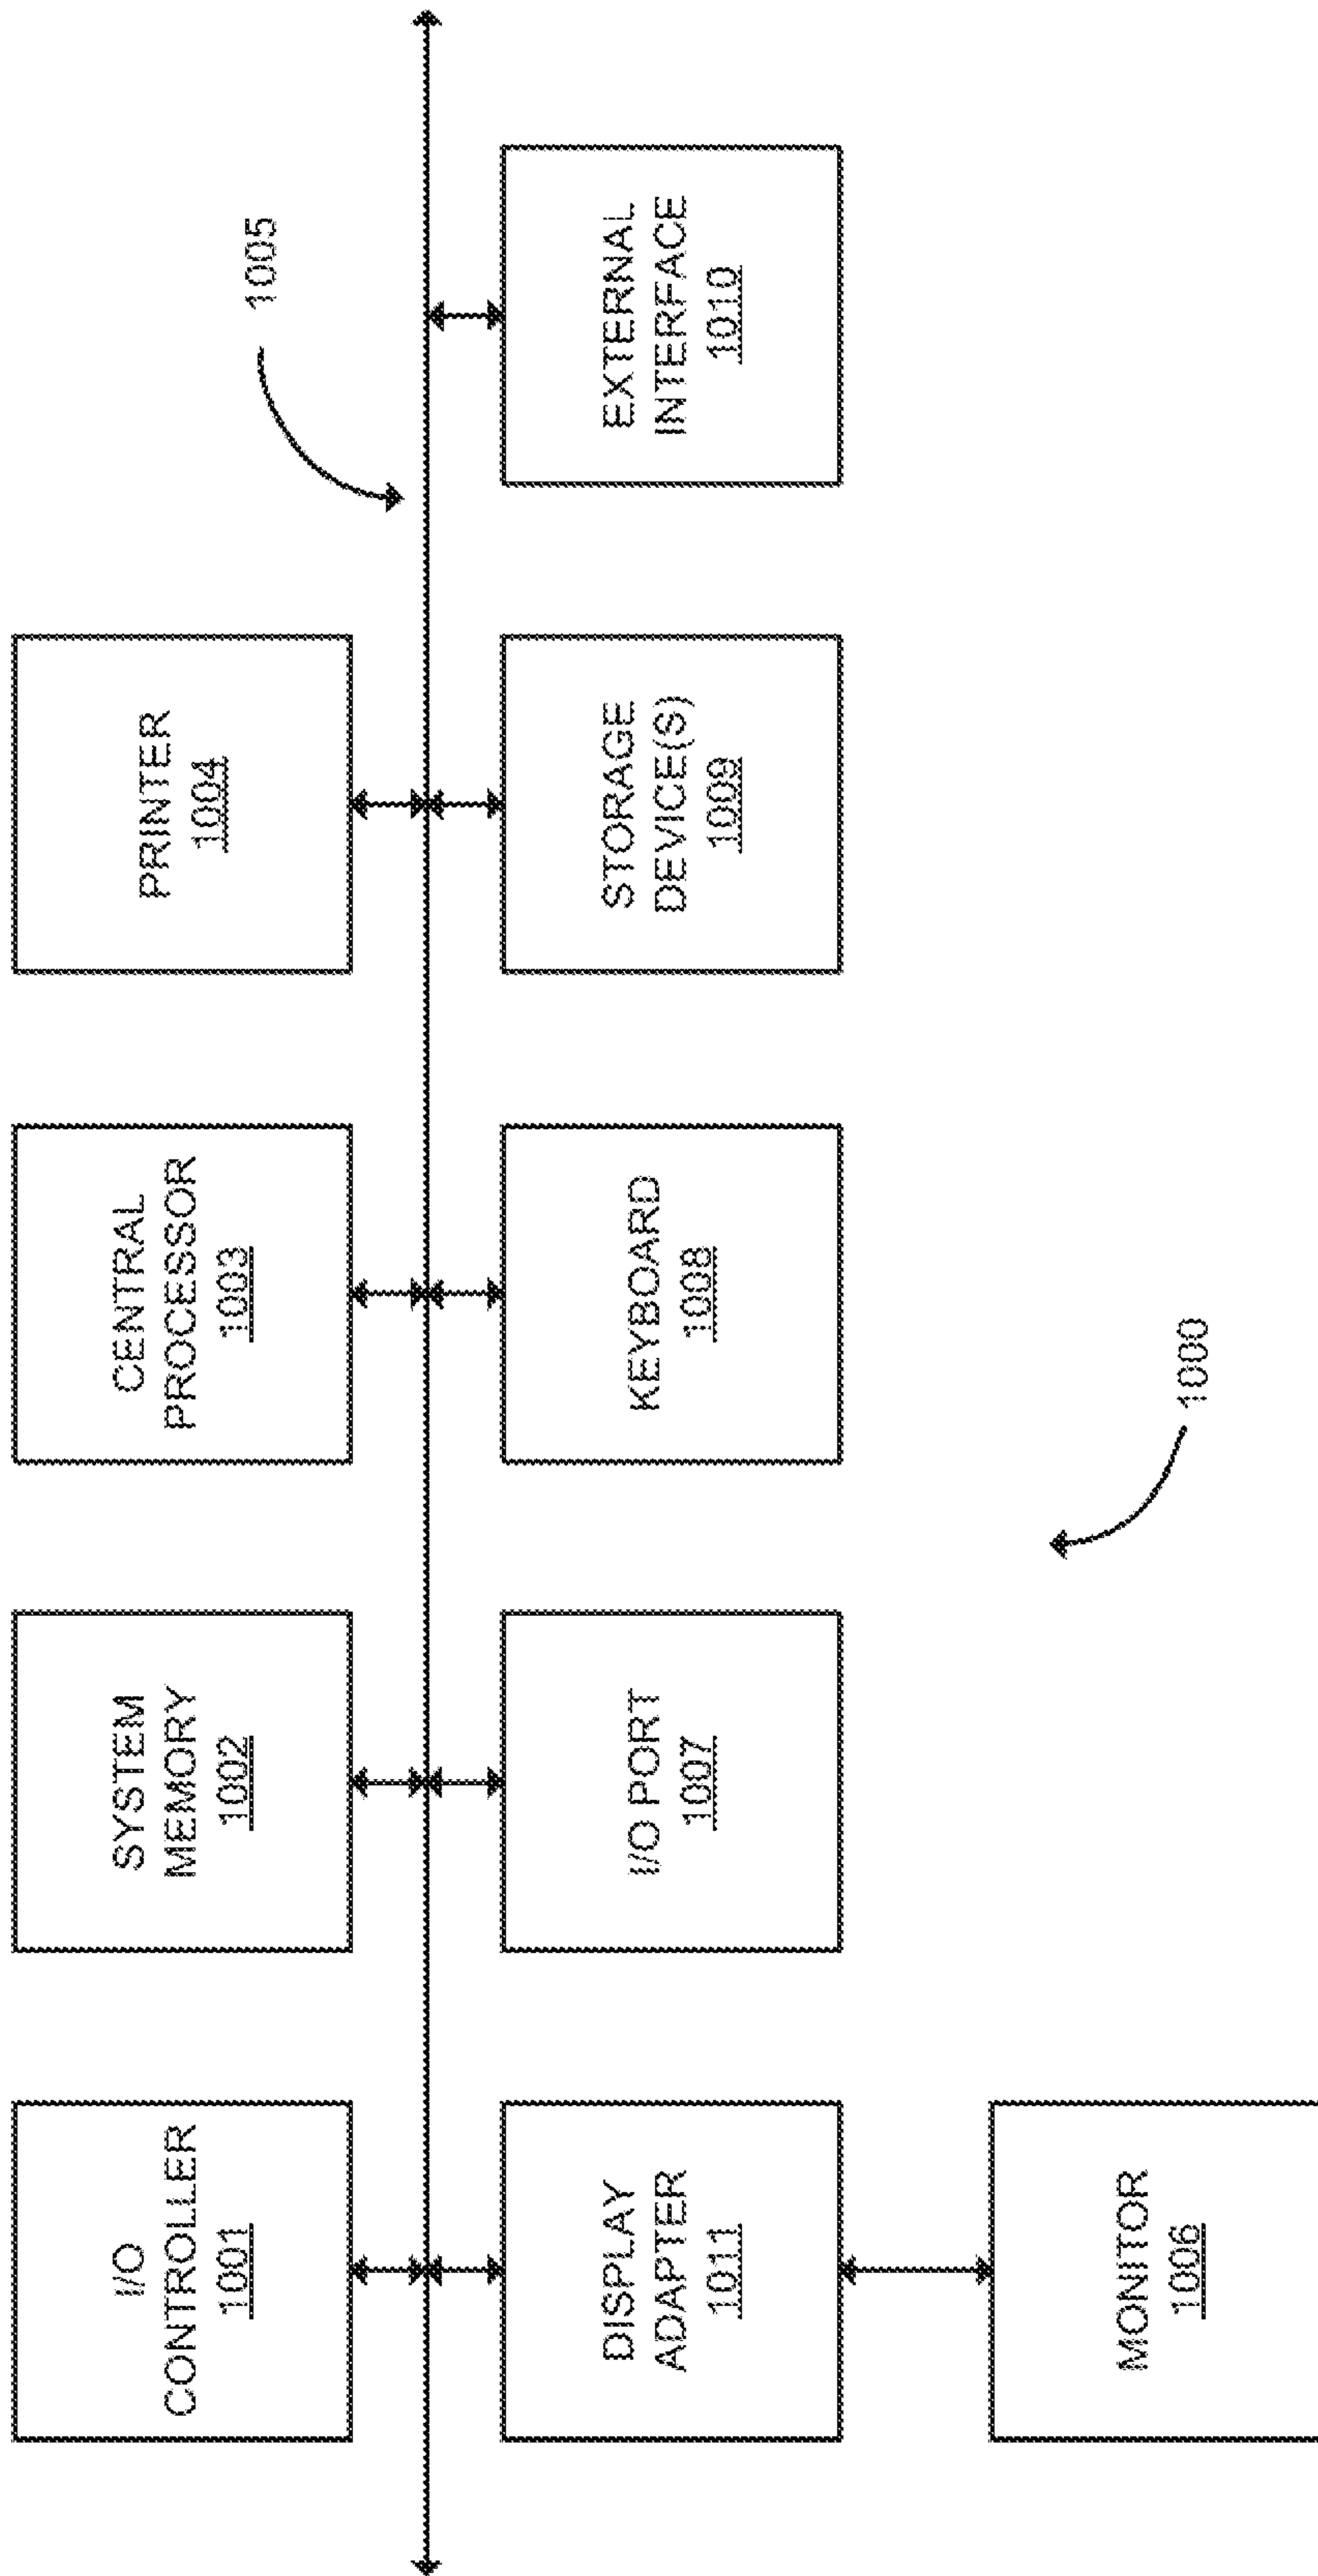 I/O
CONTROLLER
1001
SYSTEM
MEMORY
1002
CENTRAL
PROCESSOR
1003
PRINTER
1004
1005
DISPLAY
ADAPTER
1011
I/O PORT
1007
KEYBOARD
1008
STORAGE
DEVICE(S)
1009
EXTERNAL
INTERFACE
1010
MONITOR
1006
1000